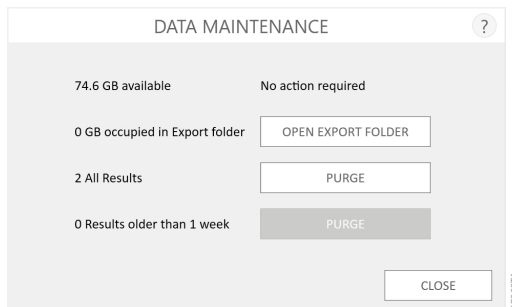 DATA MAINTENANCE ?
74.6 GB available No action required
0 GB occupied in Export folder OPEN EXPORT FOLDER
2 All Results PURGE
0 Results older than 1 week PURGE
CLOSE